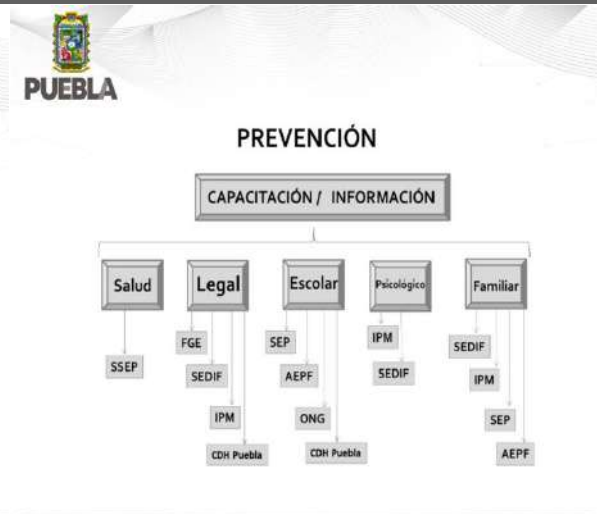 PUEBLA
PREVENCIÓN
CAPACITACIÓN / INFORMACIÓN
Salud
Legal
Escolar
Psicológico
Familiar
SSEP
FGE
SEDIF
IPM
CDH Puebla
SEP
AEPF
ONG
CDH Puebla
IPM
SEDIF
SEDIF
IPM
SEP
AEPF